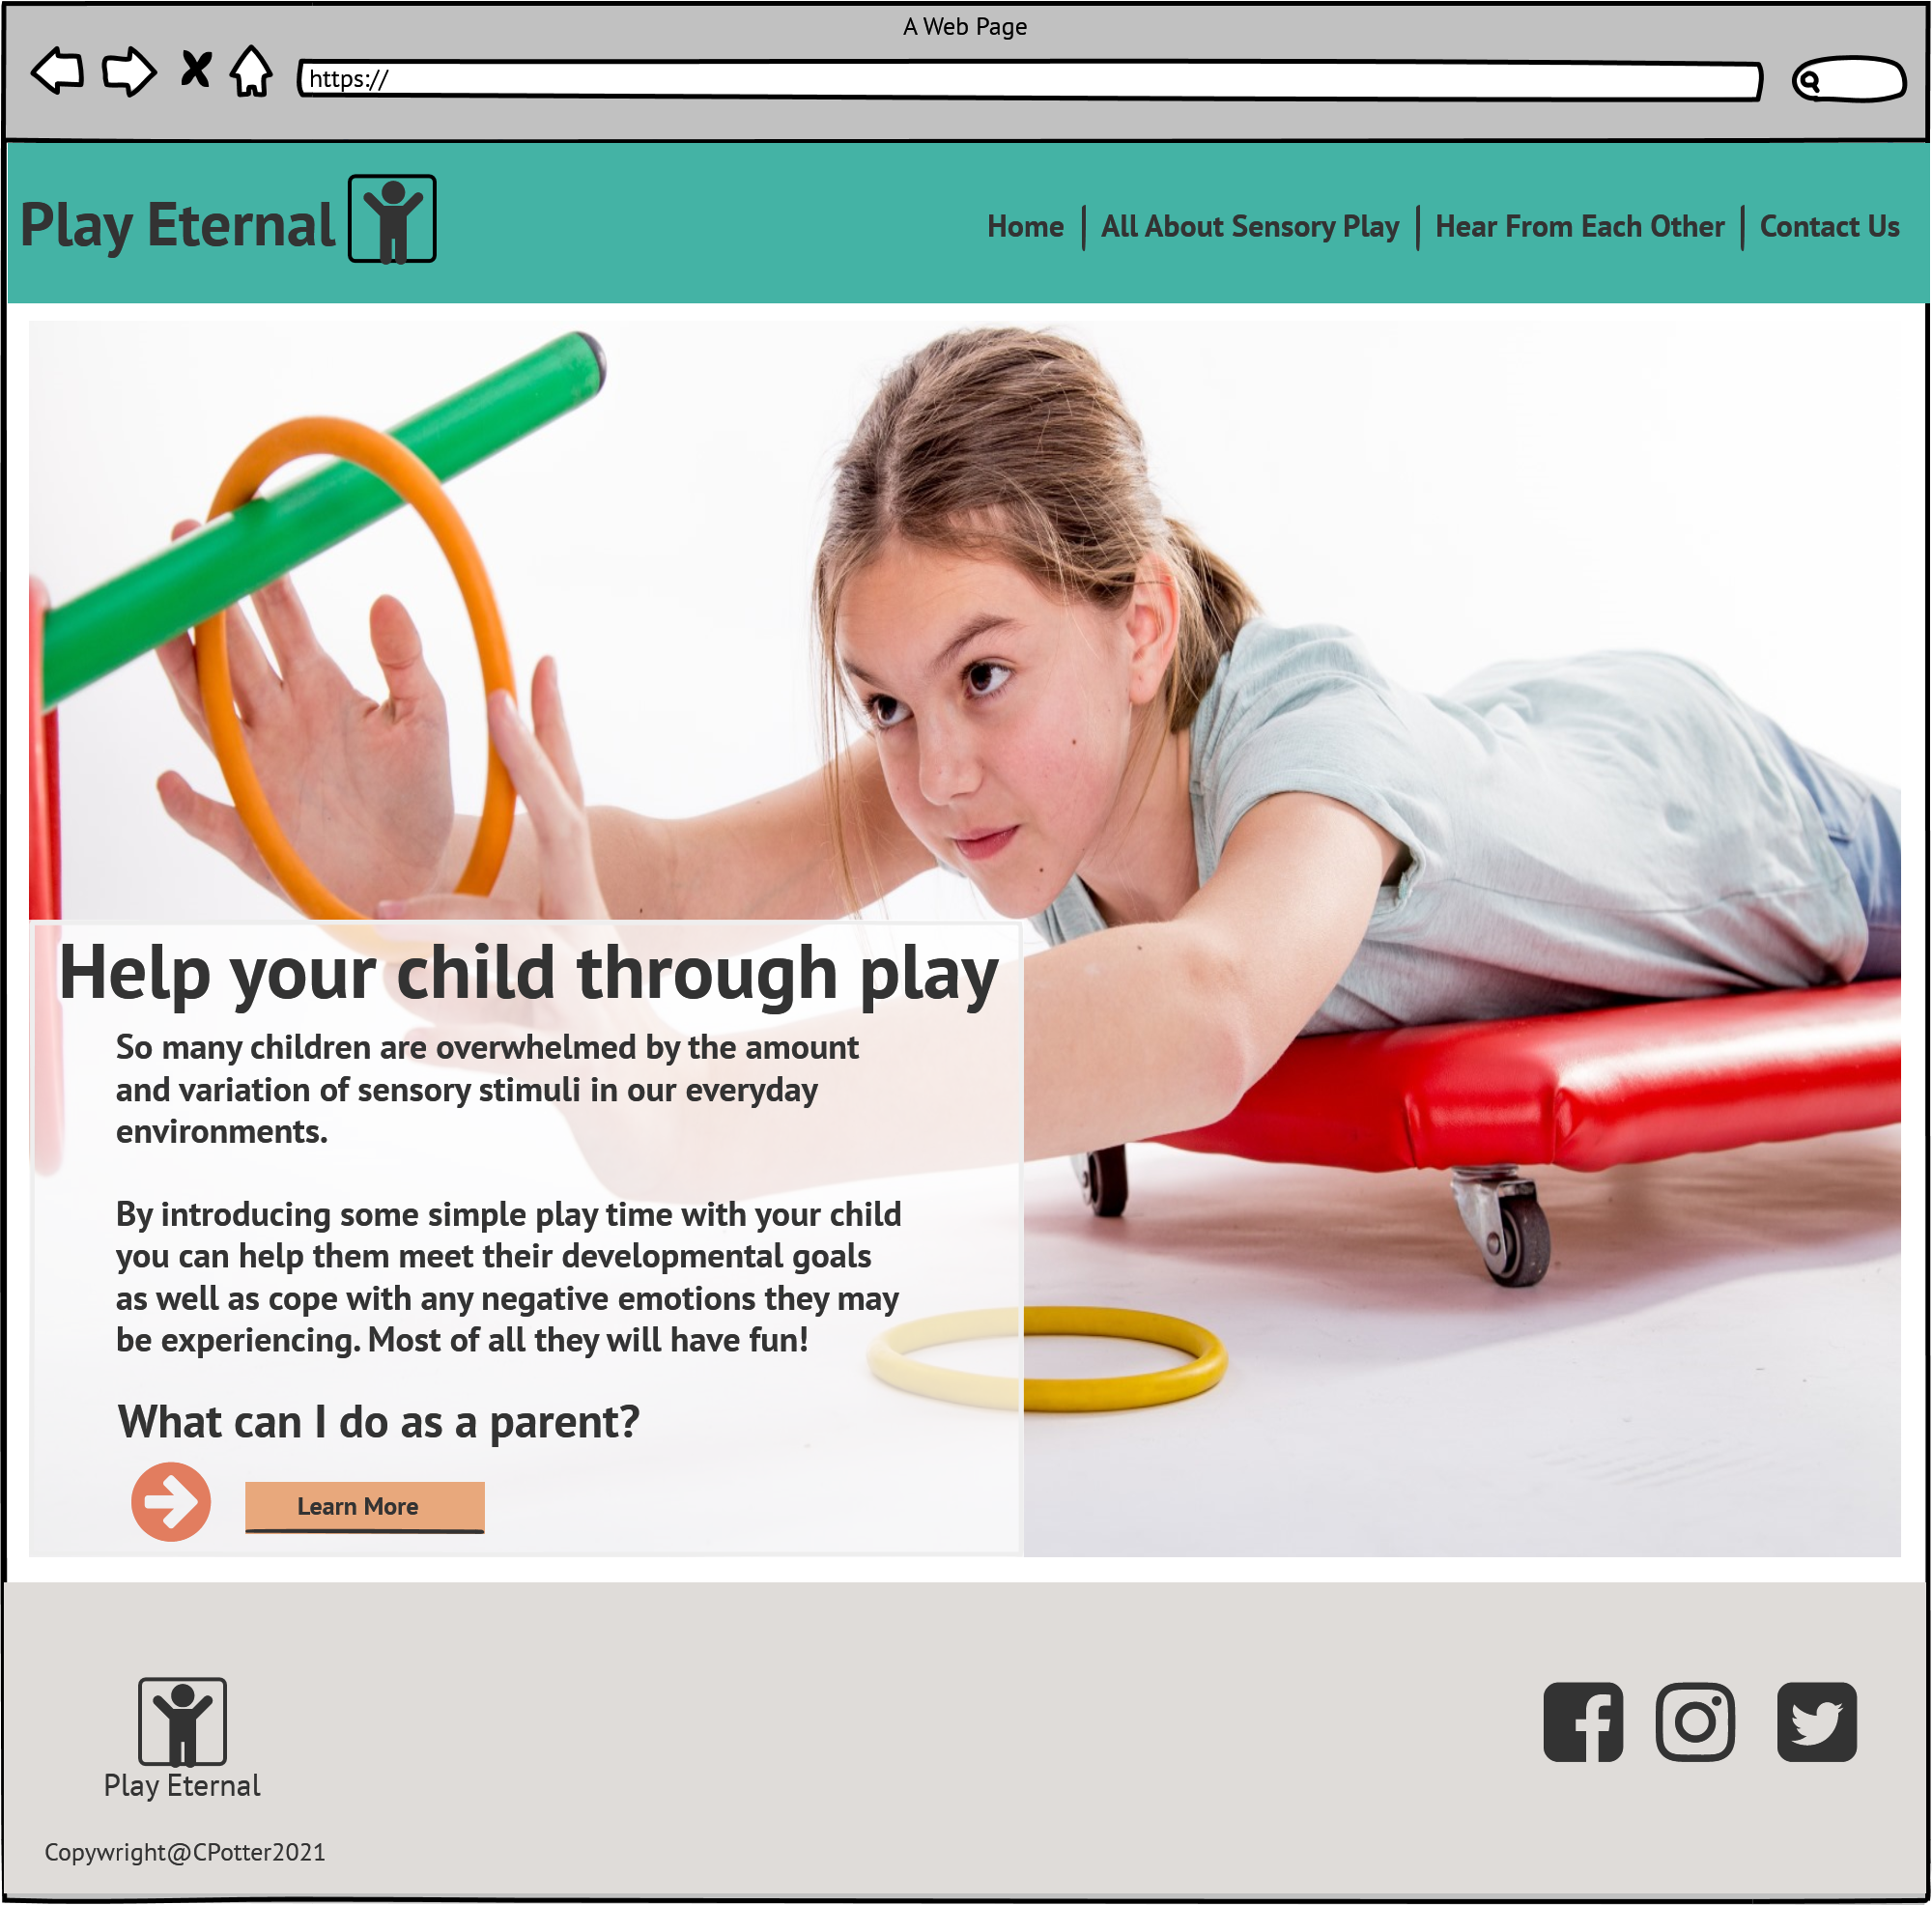 A Web Page
https://
Play Eternal
Home | All About Sensory Play | Hear From Each Other | Contact Us
Help your child through play
So many children are overwhelmed by the amount
and variation of sensory stimuli in our everyday
environments.
By introducing some simple play time with your child
you can help them meet their developmental goals
as well as cope with any negative emotions they may
be experiencing. Most of all they will have fun!
What can I do as a parent?
Learn More
Play Eternal
Copywright@CPotter2021